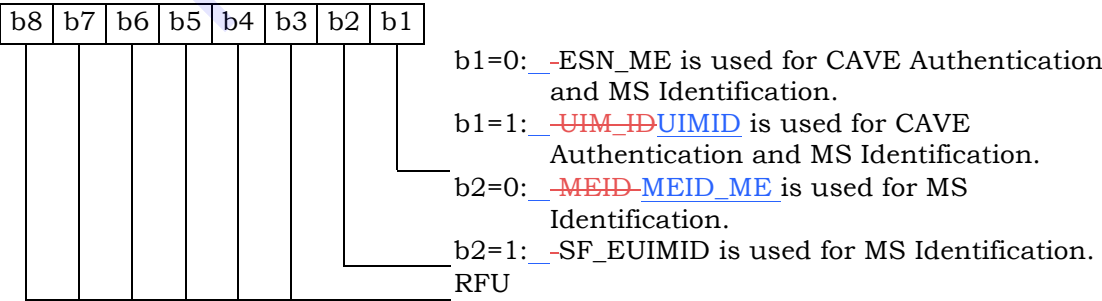 b8 b7 b6 b5 b4 b3 b2 b1
b1=0: -ESN_ME is used for CAVE Authentication
and MS Identification.
b1=1: -UIM_IDUIMID is used for CAVE
Authentication and MS Identification.
b2=0: -MEID-MEID_ME is used for MS
Identification.
b2=1: -SF_EUIMID is used for MS Identification.
RFU